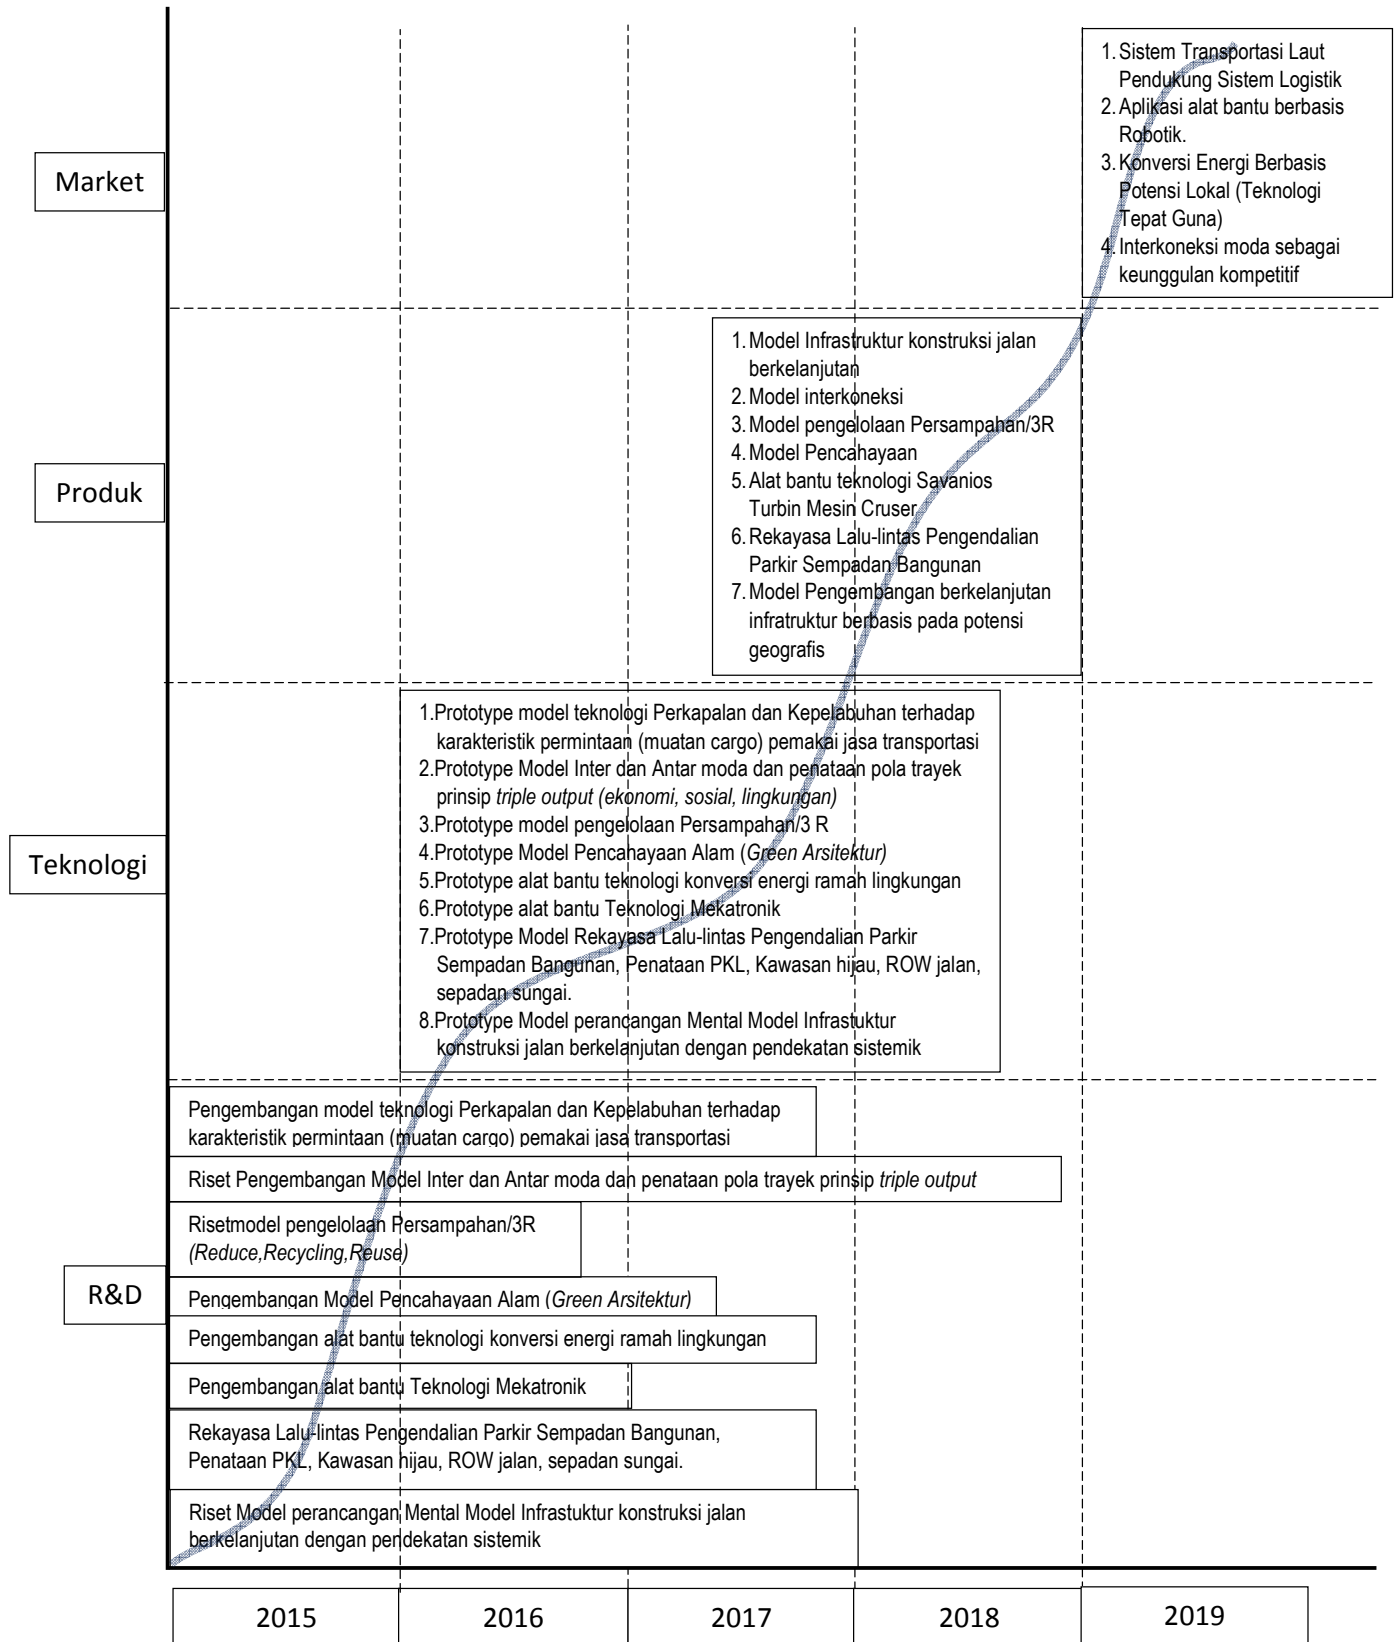 Market
1. Sistem Transportasi Laut
Pendukung Sistem Logistik
2. Aplikasi alat bantu berbasis
Robotik.
3. Konversi Energi Berbasis
Potensi Lokal (Teknologi
Tepat Guna)
4. Interkoneksi moda sebagai
keunggulan kompetitif
Produk
1. Model Infrastruktur konstruksi jalan
berkelanjutan
2. Model interkoneksi
3. Model pengelolaan Persampahan/3R
4. Model Pencahayaan
5. Alat bantu teknologi Savanios
Turbin Mesin Cruser
6. Rekayasa Lalu-lintas Pengendalian
Parkir Sempadan Bangunan
7. Model Pengembangan berkelanjutan
infratruktur berbasis pada potensi
geografis
Teknologi
1.Prototype model teknologi Perkapalan dan Kepelabuhan terhadap
karakteristik permintaan (muatan cargo) pemakai jasa transportasi
2.Prototype Model Inter dan Antar moda dan penataan pola trayek
prinsip triple output (ekonomi, sosial, lingkungan)
3.Prototype model pengelolaan Persampahan/3 R
4.Prototype Model Pencahayaan Alam (Green Arsitektur)
5.Prototype alat bantu teknologi konversi energi ramah lingkungan
6.Prototype alat bantu Teknologi Mekatronik
7.Prototype Model Rekayasa Lalu-lintas Pengendalian Parkir
Sempadan Bangunan, Penataan PKL, Kawasan hijau, ROW jalan,
sepadan sungai.
8.Prototype Model perancangan Mental Model Infrastuktur
konstruksi jalan berkelanjutan dengan pendekatan sistemik
R&D
Pengembangan model teknologi Perkapalan dan Kepelabuhan terhadap
karakteristik permintaan (muatan cargo) pemakai jasa transportasi
Riset Pengembangan Model Inter dan Antar moda dan penataan pola trayek prinsip triple output
Risetmodel pengelolaan Persampahan/3R
(Reduce,Recycling,Reuse)
Pengembangan Model Pencahayaan Alam (Green Arsitektur)
Pengembangan alat bantu teknologi konversi energi ramah lingkungan
Pengembangan alat bantu Teknologi Mekatronik
Rekayasa Lalu-lintas Pengendalian Parkir Sempadan Bangunan,
Penataan PKL, Kawasan hijau, ROW jalan, sepadan sungai.
Riset Model perancangan Mental Model Infrastuktur konstruksi jalan
berkelanjutan dengan pendekatan sistemik
2015 2016 2017 2018 2019